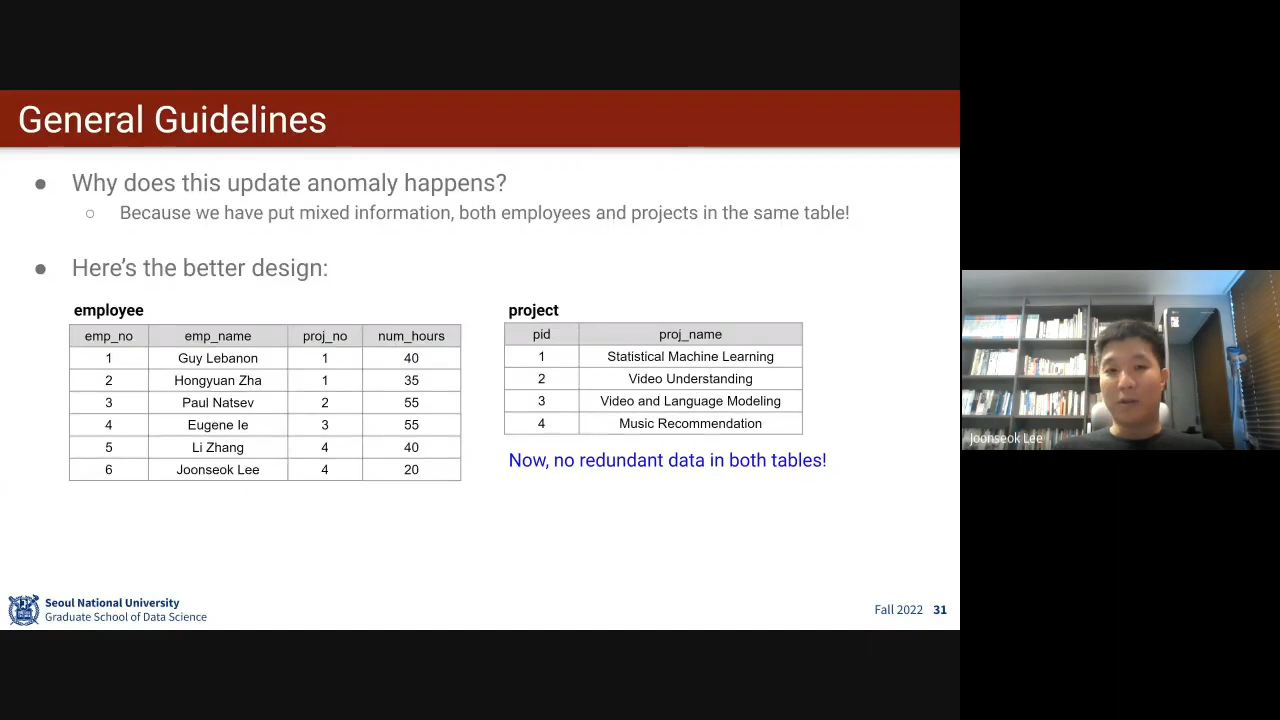 General Guidelines
● Why does this update anomaly happens?
○ Because we have put mixed information, both employees and projects in the same table!
● Here's the better design:
employee
emp_no emp_name proj_no num_hours
1 Guy Lebanon 1 40
2 Hongyuan Zha 1 35
3 Paul Natsev 2 55
4 Eugene Ie 3 55
5 Li Zhang 4 40
6 Joonseok Lee 4 20
project
pid proj_name
1 Statistical Machine Learning
2 Video Understanding
3 Video and Language Modeling
4 Music Recommendation
Now, no redundant data in both tables!
Seoul National University
Graduate School of Data Science
Fall 2022 31
Joonseok Lee